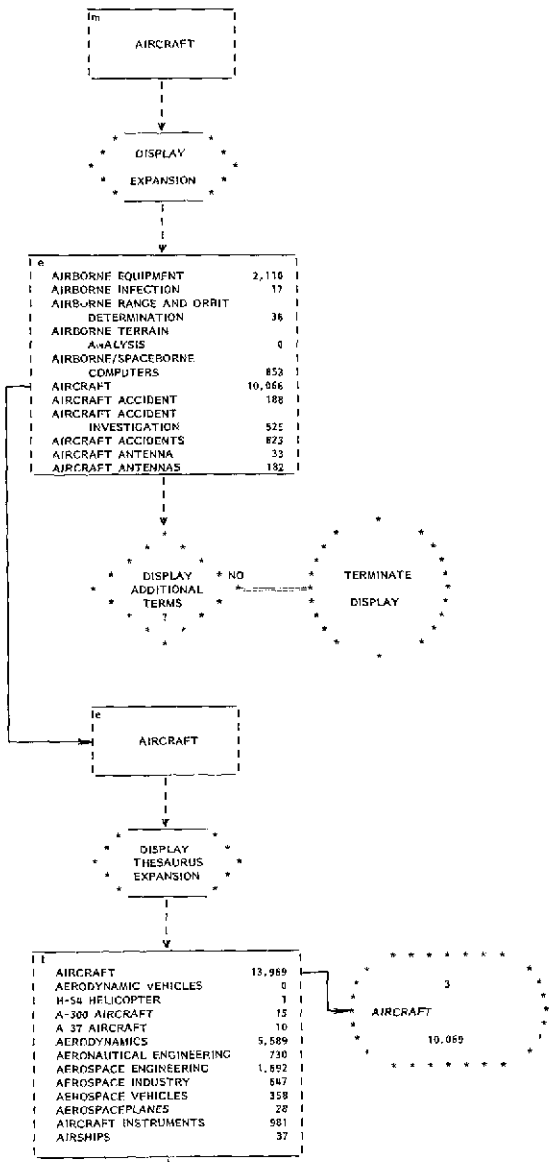 m
AIRCRAFT
DISPLAY
EXPANSION
e
AIRBORNE EQUIPMENT 2,110
AIRBORNE INFECTION 17
AIRBORNE RANGE AND ORBIT
DETERMINATION 36
AIRBORNE TERRAIN
ANALYSIS 0
AIRBORNE/SPACEBORNE
COMPUTERS 853
AIRCRAFT 10,066
AIRCRAFT ACCIDENT 188
AIRCRAFT ACCIDENT
INVESTIGATION 525
AIRCRAFT ACCIDENTS 823
AIRCRAFT ANTENNA 33
AIRCRAFT ANTENNAS 182
DISPLAY
ADDITIONAL
TERMS
?
NO
TERMINATE
DISPLAY
e
AIRCRAFT
DISPLAY
THESAURUS
EXPANSION
t
AIRCRAFT 13,969
AERODYNAMIC VEHICLES 0
H-54 HELICOPTER 1
A-300 AIRCRAFT 15
A 37 AIRCRAFT 10
AERODYNAMICS 5,589
AERONAUTICAL ENGINEERING 730
AEROSPACE ENGINEERING 1,692
AEROSPACE INDUSTRY 647
AEROSPACE VEHICLES 358
AEROSPACEPLANES 28
AIRCRAFT INSTRUMENTS 981
AIRSHIPS 37
3
AIRCRAFT
10,069